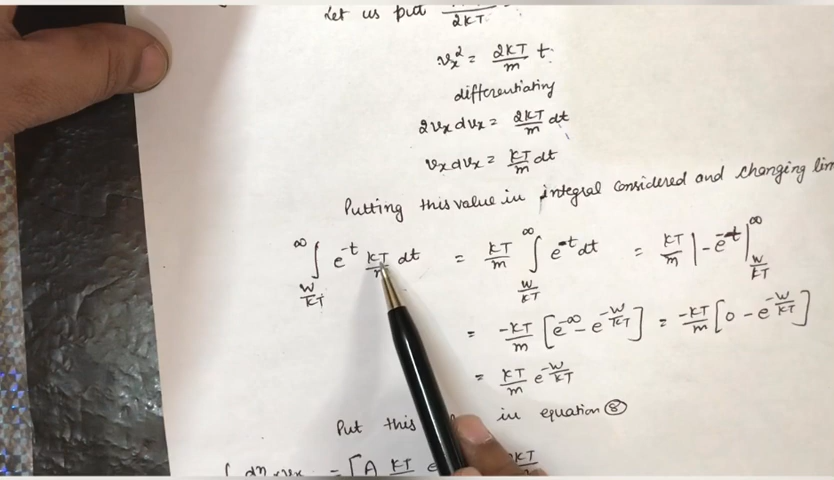 Let us put 2KT
vx² = 2KT/m t
differentiating
2vx dvx = 2KT/m dt
vx dvx = KT/m dt
Putting this value in integral considered and changing lim
∫_{W/KT}^{∞} e^{-t} KT/m dt = KT/m ∫_{W/KT}^{∞} e^{-t} dt = KT/m |-e^{-t}|_{W/KT}^{∞}
= -KT/m [e^{-∞} - e^{-W/KT}] = -KT/m [0 - e^{-W/KT}]
= KT/m e^{-W/KT}
Put this in equation ⑧
= [A KT